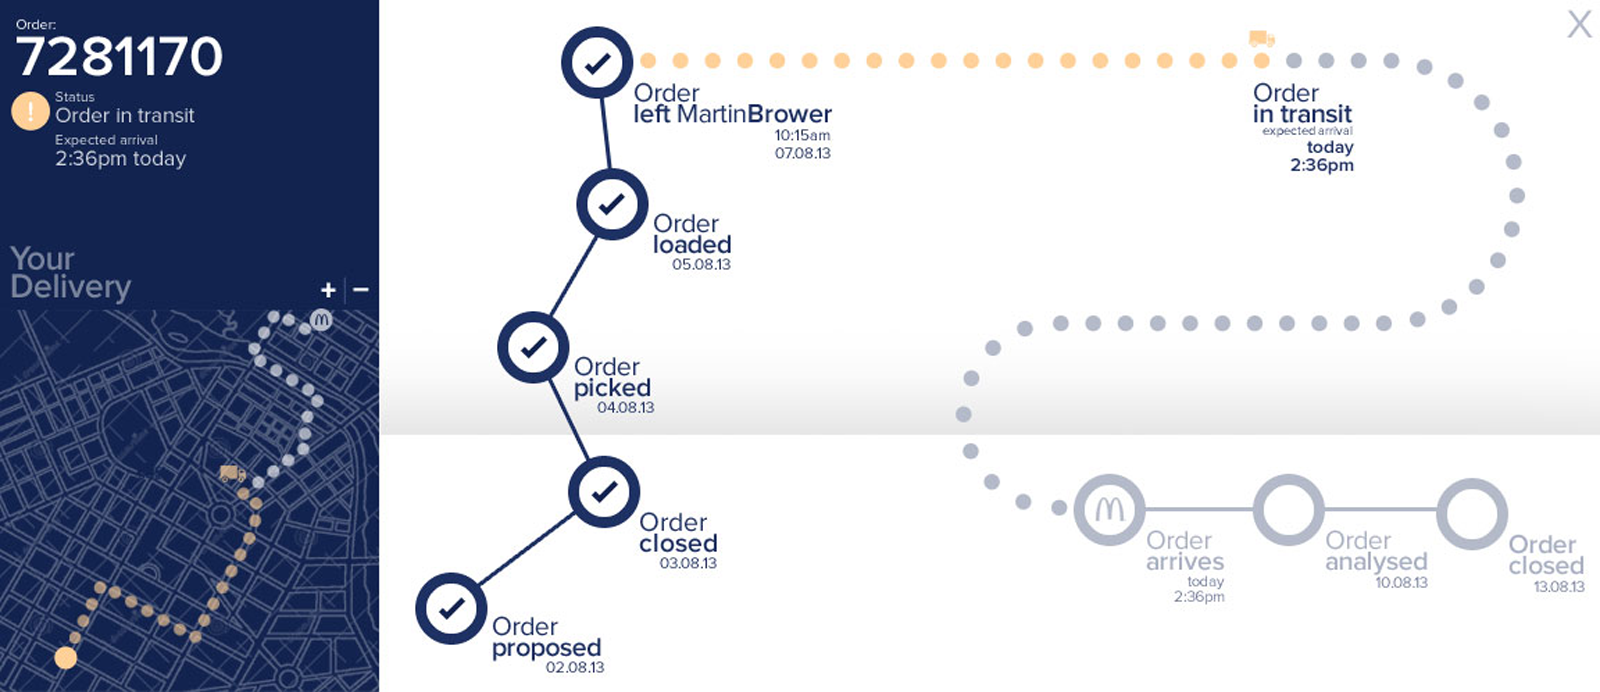 Order:
7281170
!
Status
Order in transit
Expected arrival
2:36pm today
Your
Delivery
+ | −
X
Order
left MartinBrower
10:15am
07.08.13
Order
in transit
expected arrival
today
2:36pm
Order
loaded
05.08.13
Order
picked
04.08.13
Order
closed
03.08.13
Order
proposed
02.08.13
Order
arrives
today
2:36pm
Order
analysed
10.08.13
Order
closed
13.08.13